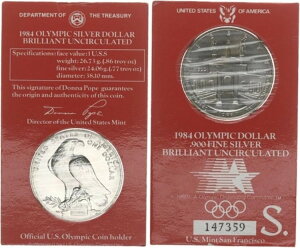 DEPARTMENT OF THE TREASURY
1984 OLYMPIC SILVER DOLLAR
BRILLIANT UNCIRCULATED
Specifications: face value: 1 U.S. $
weight: 26.73 g. (.86 troy oz)
fine silver: 24.06 g. (.77 troy oz)
diameter: 38.10 mm.
This signature of Donna Pope guarantees
the origin and authenticity of this coin.
Donna Pope
Director of the United States Mint
Official U.S. Olympic Coin holder
UNITED STATES OF AMERICA
1984 OLYMPIC DOLLAR
.900 FINE SILVER
BRILLIANT UNCIRCULATED
147359
S.
U.S. Mint San Francisco